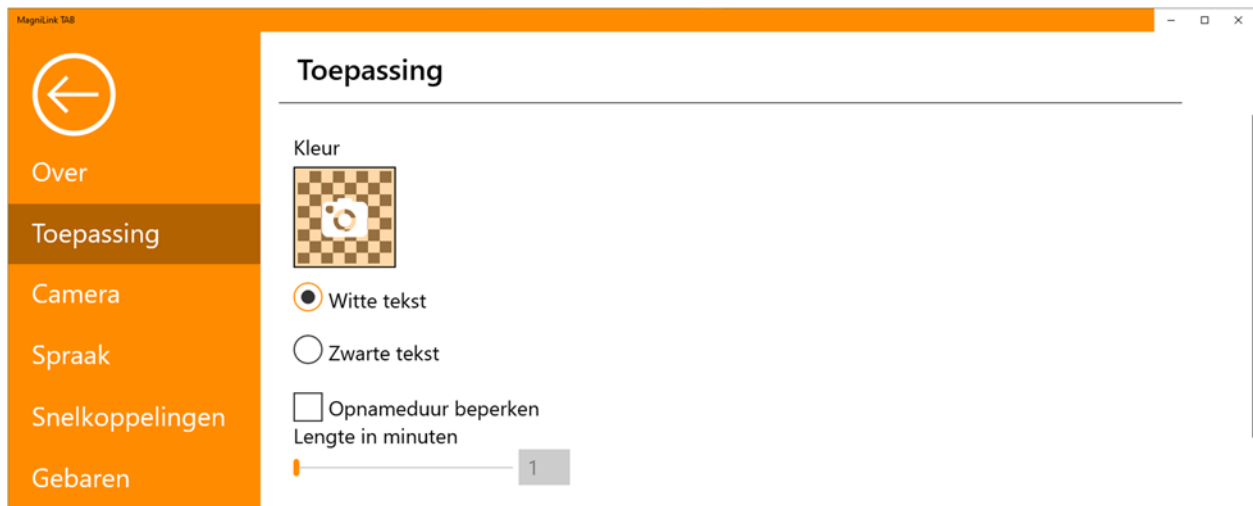 MagniLink TAB
Over
Toepassing
Camera
Spraak
Snelkoppelingen
Gebaren
Toepassing
Kleur
Witte tekst
Zwarte tekst
Opnameduur beperken
Lengte in minuten
1